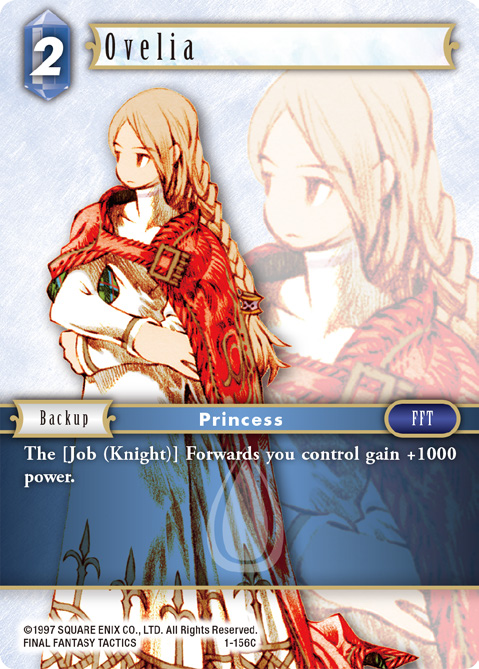 2
Ovelia
Backup
Princess
FFT
The [Job (Knight)] Forwards you control gain +1000
power.
©1997 SQUARE ENIX CO., LTD. All Rights Reserved.
FINAL FANTASY TACTICS 1-156C